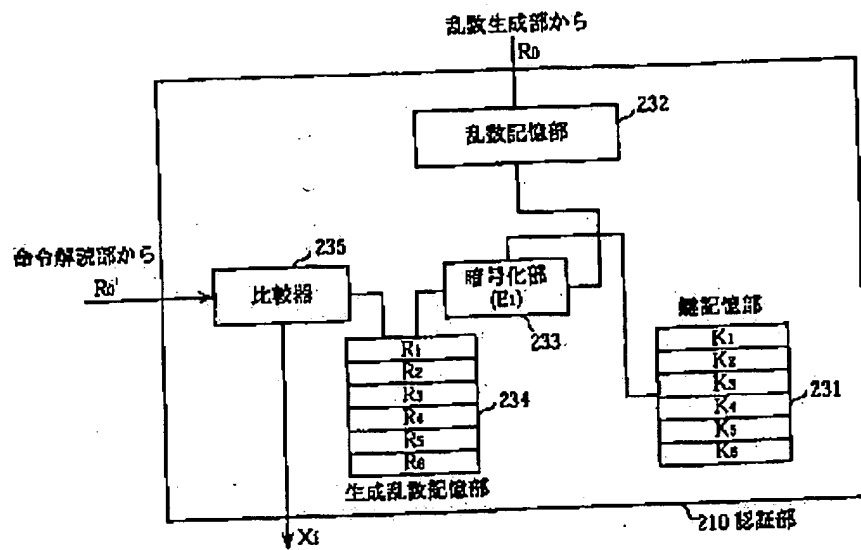 乱数生成部から
R0
232
乱数記憶部
命令解読部から
R0'
235
比較器
暗号化部
(E1)
233
鍵記憶部
R1
R2
R3
R4
R5
R6
234
生成乱数記憶部
K1
K2
K3
K4
K5
K6
231
210 認証部
Xi